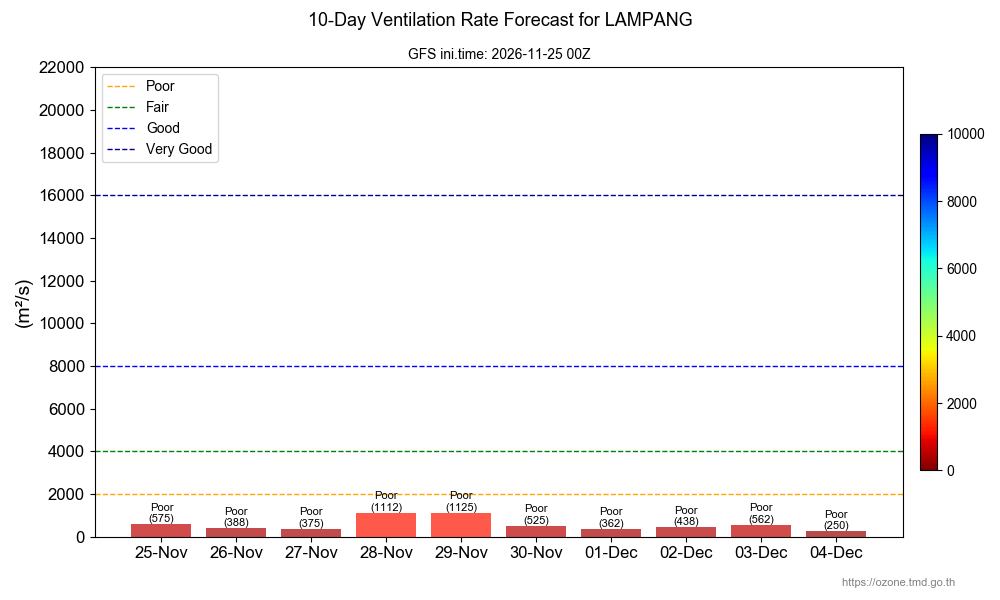 10-Day Ventilation Rate Forecast for LAMPANG
GFS ini.time: 2026-11-25 00Z
(m²/s)
22000
20000
18000
16000
14000
12000
10000
8000
6000
4000
2000
0
Poor
Fair
Good
Very Good
Poor
(575)
Poor
(388)
Poor
(375)
Poor
(1112)
Poor
(1125)
Poor
(525)
Poor
(362)
Poor
(438)
Poor
(562)
Poor
(250)
25-Nov 26-Nov 27-Nov 28-Nov 29-Nov 30-Nov 01-Dec 02-Dec 03-Dec 04-Dec
10000
8000
6000
4000
2000
0
https://ozone.tmd.go.th